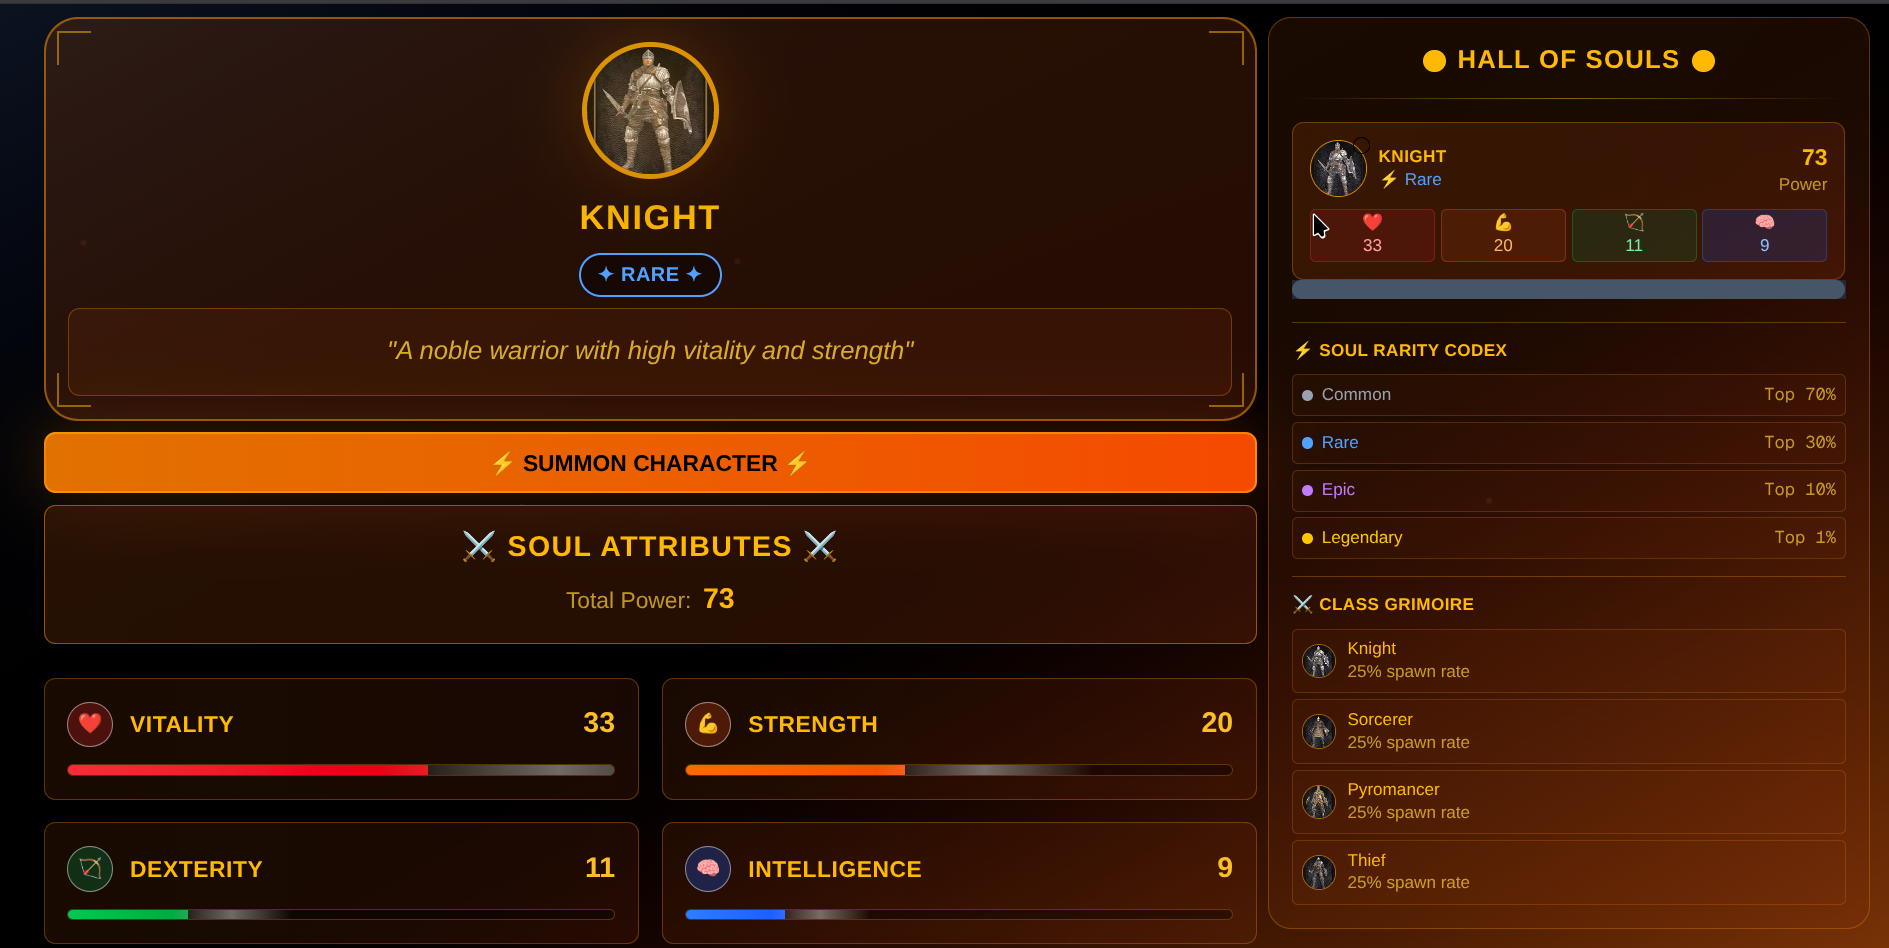 KNIGHT
✦ RARE ✦
"A noble warrior with high vitality and strength"
⚡ SUMMON CHARACTER ⚡
⚔️ SOUL ATTRIBUTES ⚔️
Total Power: 73
VITALITY 33
STRENGTH 20
DEXTERITY 11
INTELLIGENCE 9
HALL OF SOULS
KNIGHT 73
⚡ Rare Power
33 20 11 9
⚡ SOUL RARITY CODEX
Common Top 70%
Rare Top 30%
Epic Top 10%
Legendary Top 1%
⚔️ CLASS GRIMOIRE
Knight
25% spawn rate
Sorcerer
25% spawn rate
Pyromancer
25% spawn rate
Thief
25% spawn rate